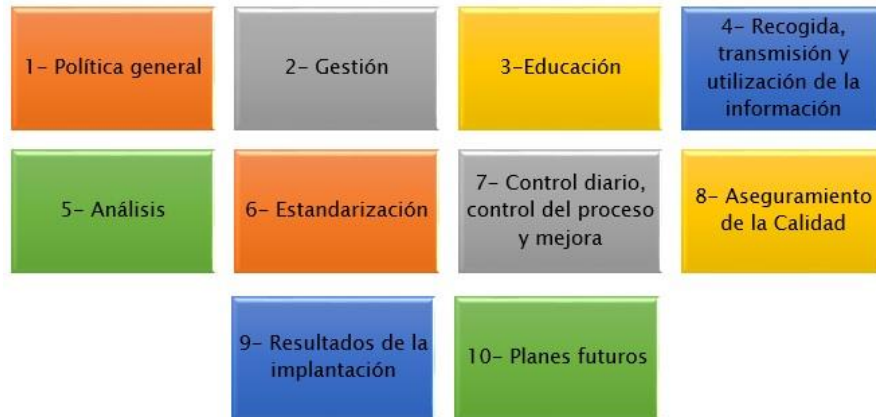 1- Política general
2- Gestión
3-Educación
4- Recogida,
transmisión y
utilización de la
información
5- Análisis
6- Estandarización
7- Control diario,
control del proceso
y mejora
8- Aseguramiento
de la Calidad
9- Resultados de la
implantación
10- Planes futuros